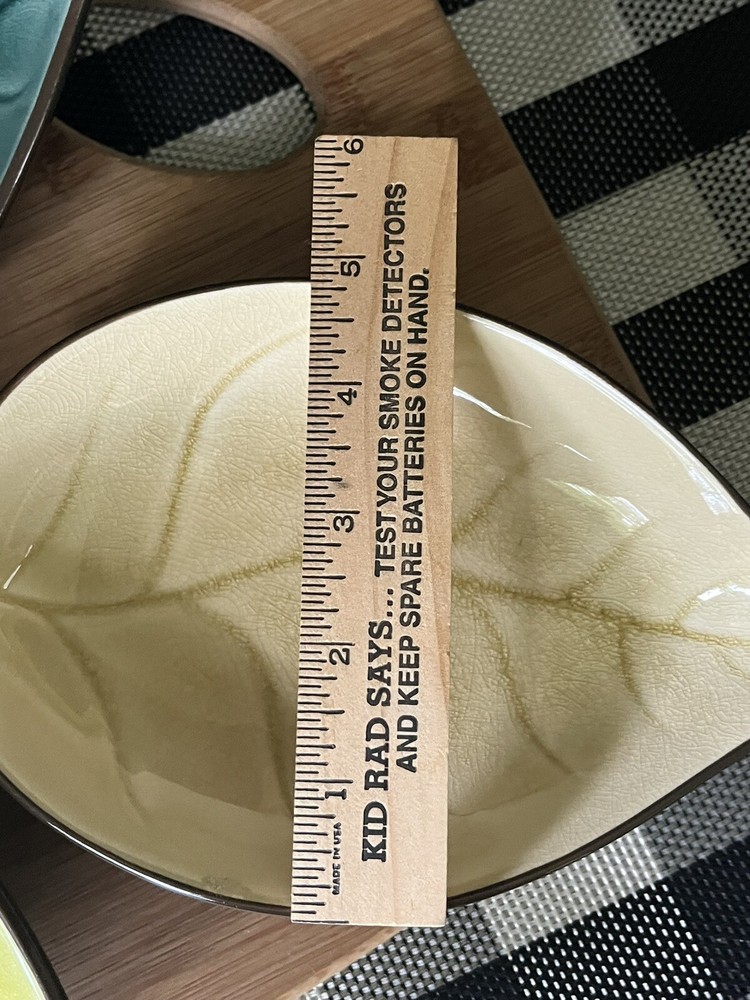 KID RAD SAYS... TEST YOUR SMOKE DETECTORS
AND KEEP SPARE BATTERIES ON HAND.
MADE IN USA
1 2 3 4 5 6